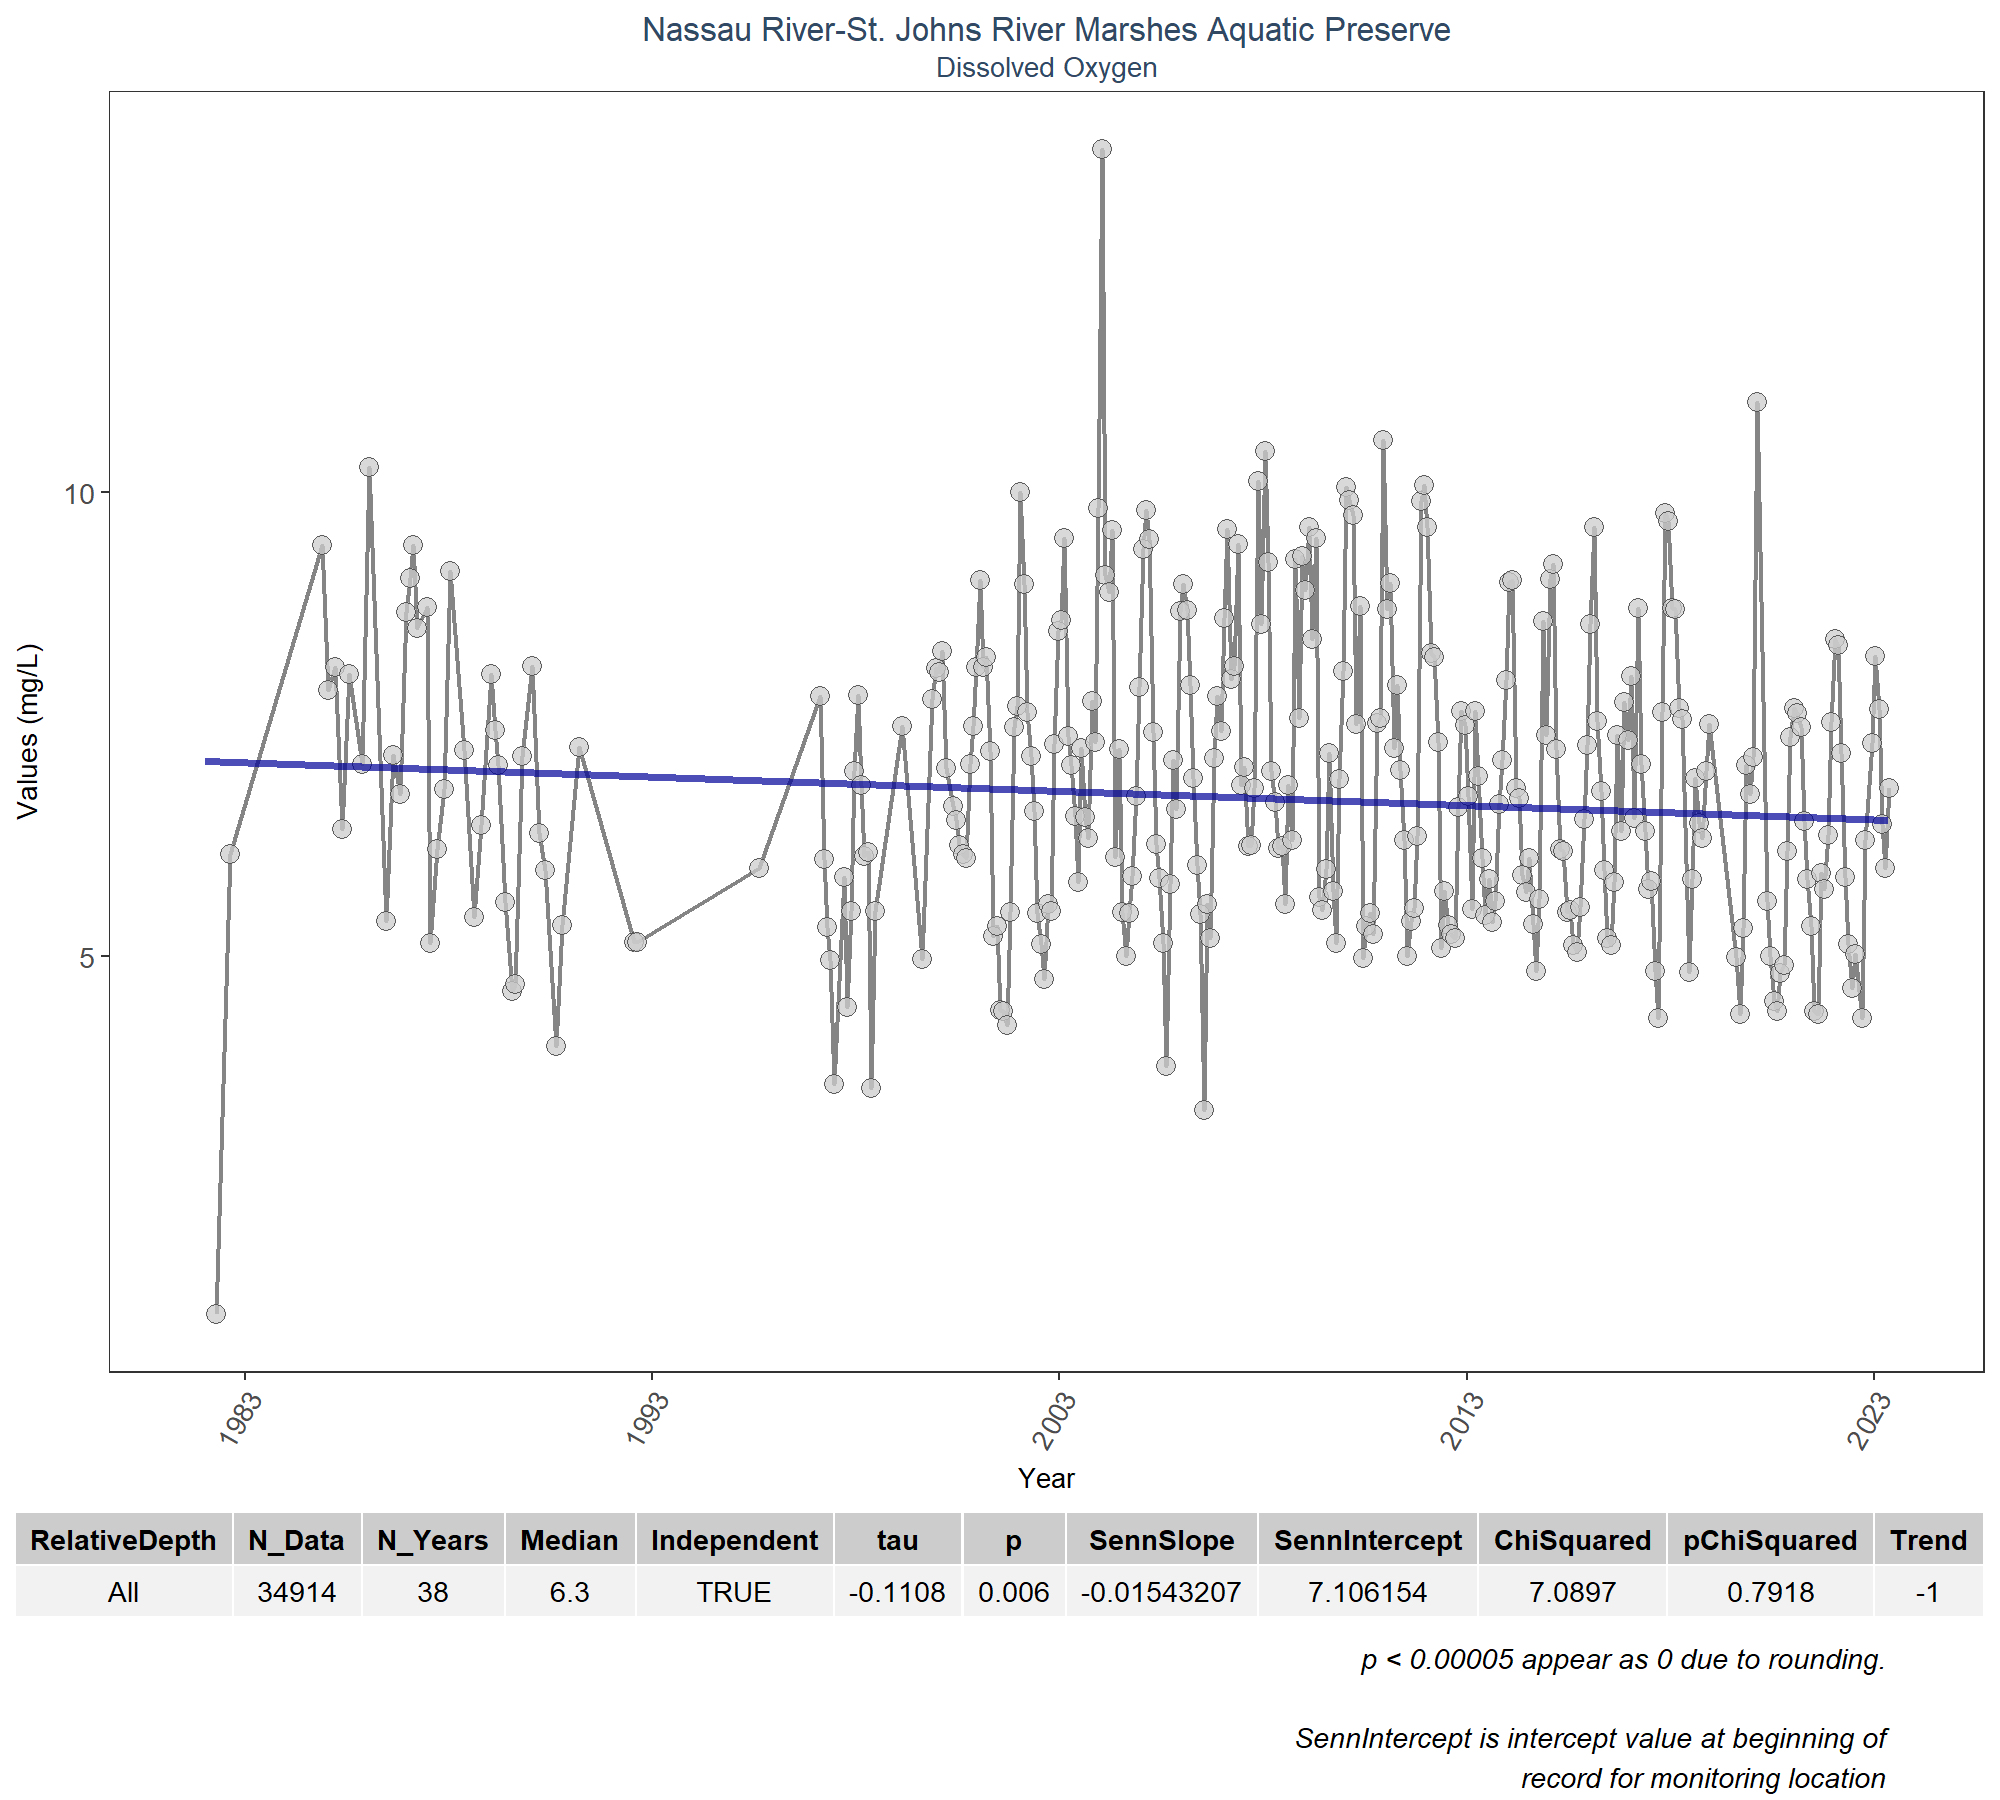 Nassau River-St. Johns River Marshes Aquatic Preserve
Dissolved Oxygen
Values (mg/L)
10
5
1983
1993
2003
2013
2023
Year
RelativeDepth N_Data N_Years Median Independent tau p SennSlope SennIntercept ChiSquared pChiSquared Trend
All 34914 38 6.3 TRUE -0.1108 0.006 -0.01543207 7.106154 7.0897 0.7918 -1
p < 0.00005 appear as 0 due to rounding.
SennIntercept is intercept value at beginning of
record for monitoring location